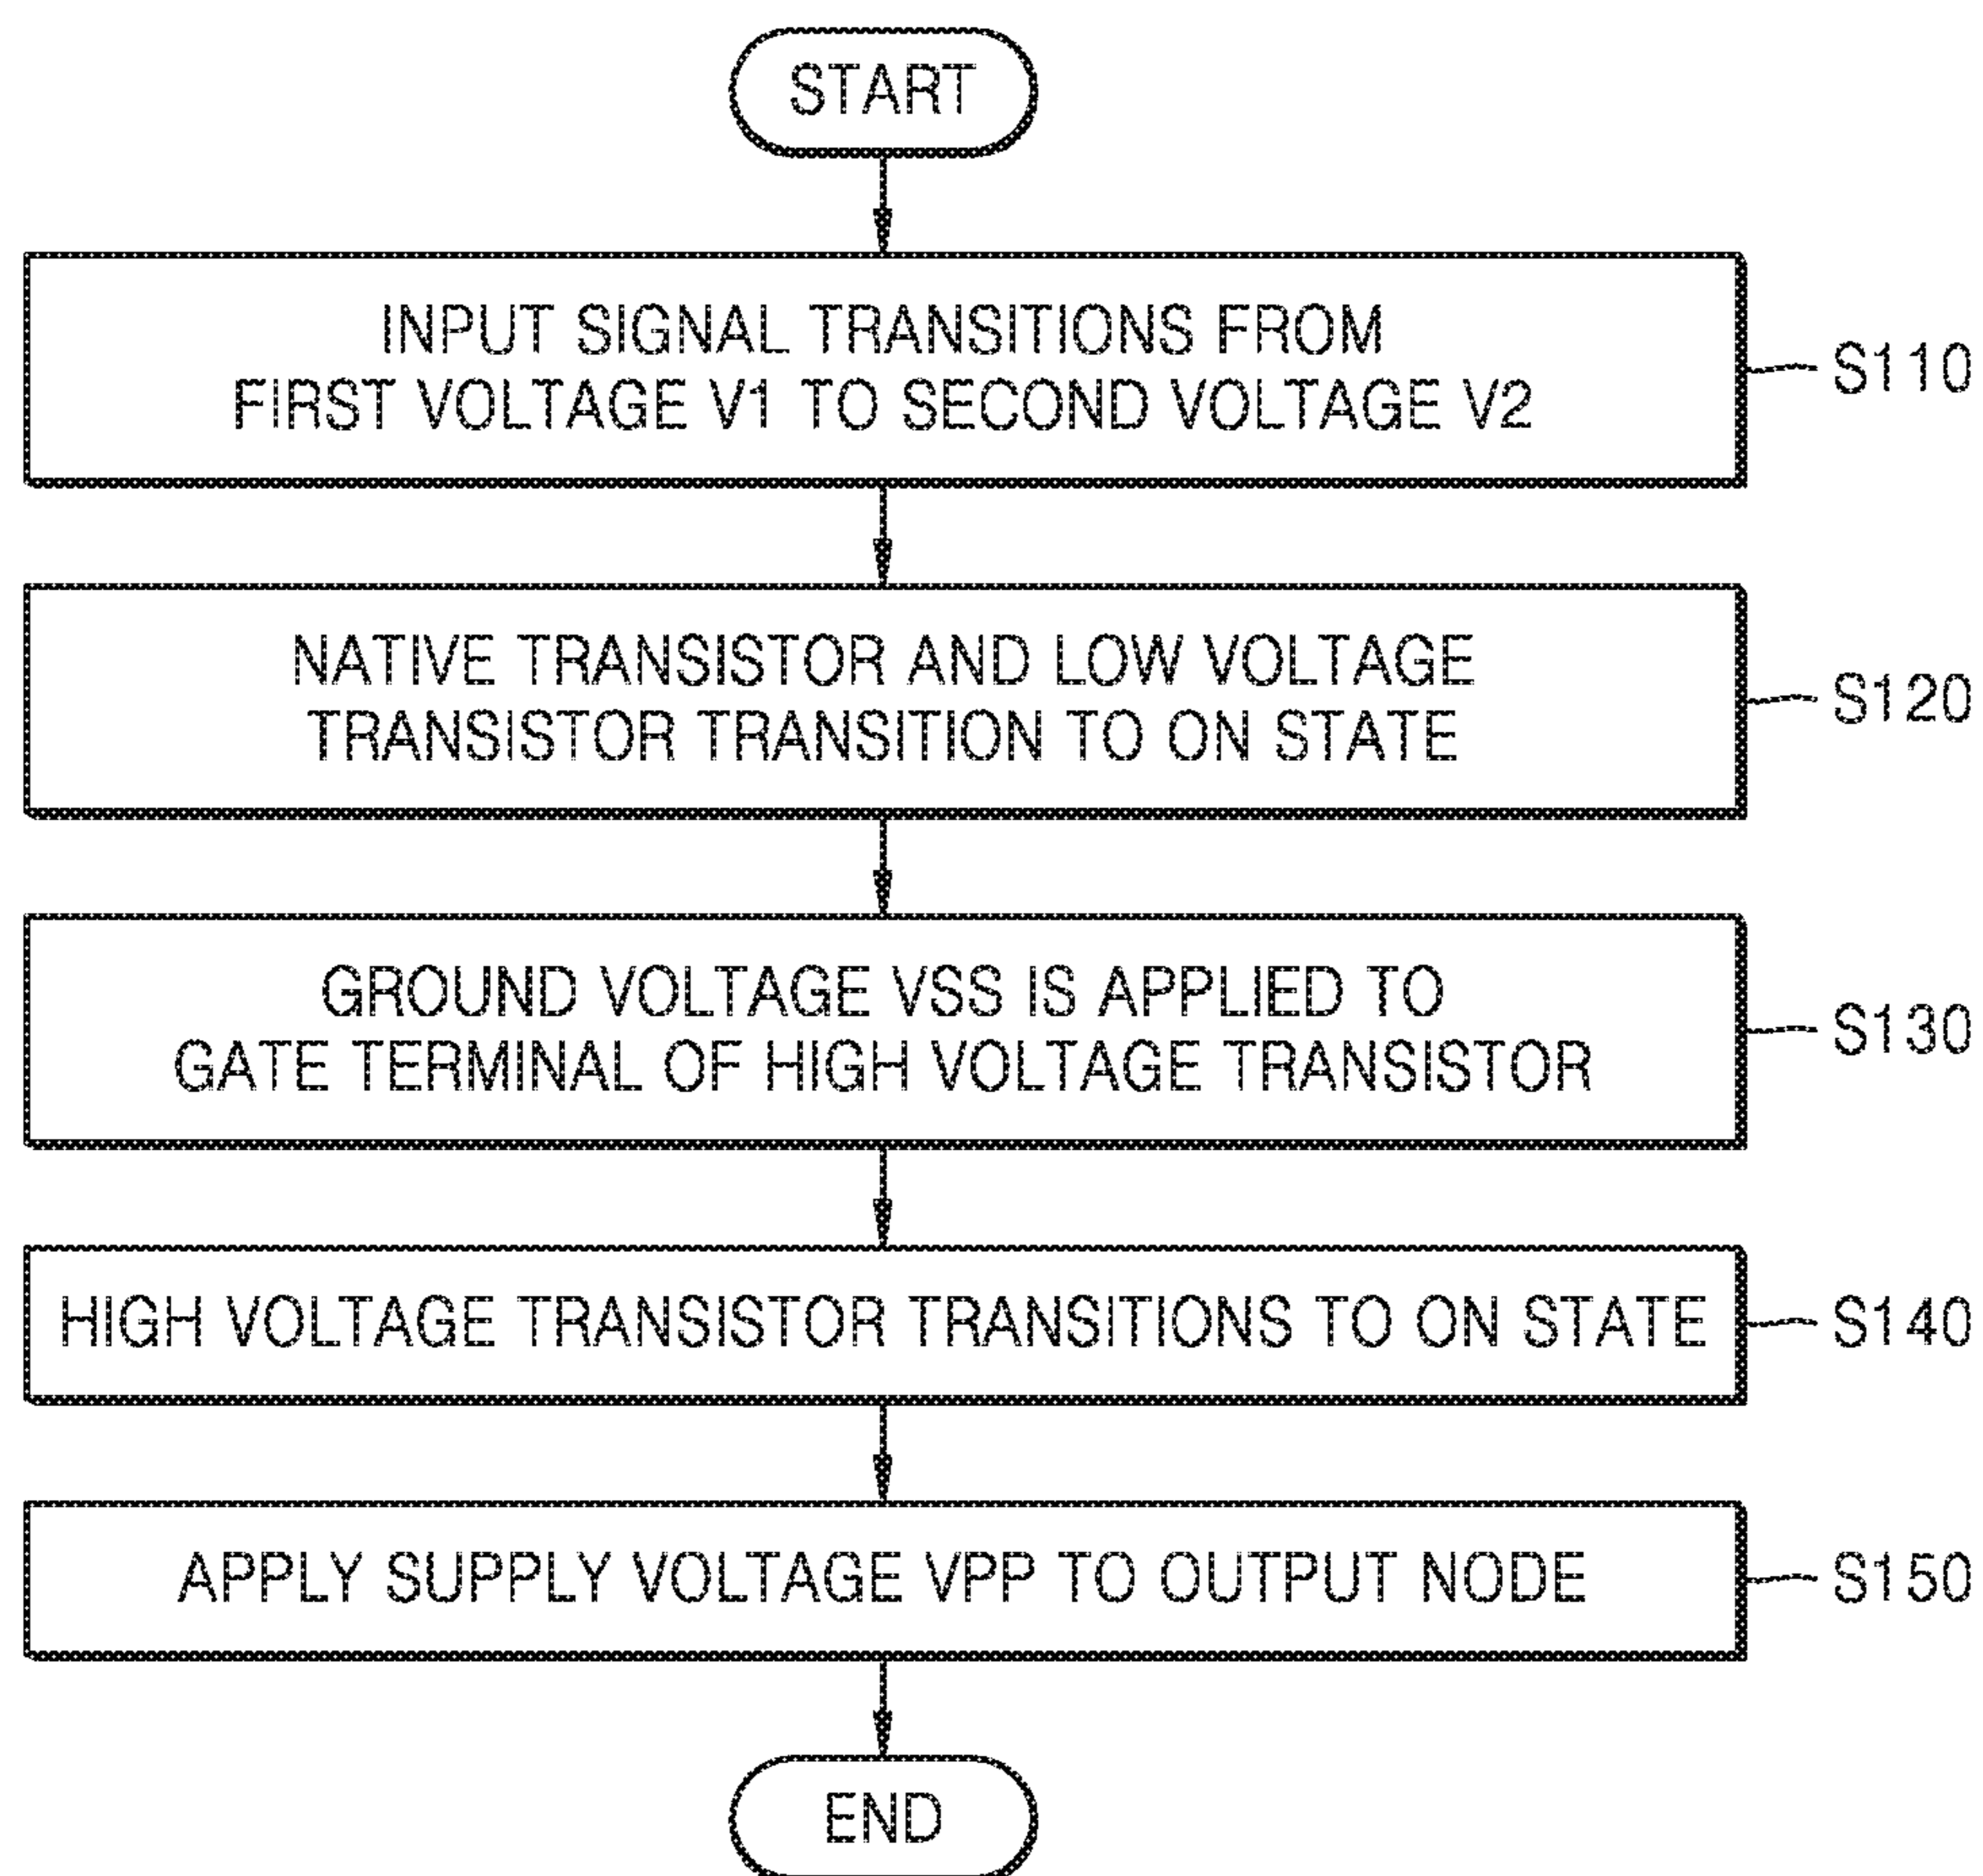 START
INPUT SIGNAL TRANSITIONS FROM
FIRST VOLTAGE V1 TO SECOND VOLTAGE V2
S110
NATIVE TRANSISTOR AND LOW VOLTAGE
TRANSISTOR TRANSITION TO ON STATE
S120
GROUND VOLTAGE VSS IS APPLIED TO
GATE TERMINAL OF HIGH VOLTAGE TRANSISTOR
S130
HIGH VOLTAGE TRANSISTOR TRANSITIONS TO ON STATE
S140
APPLY SUPPLY VOLTAGE VPP TO OUTPUT NODE
S150
END